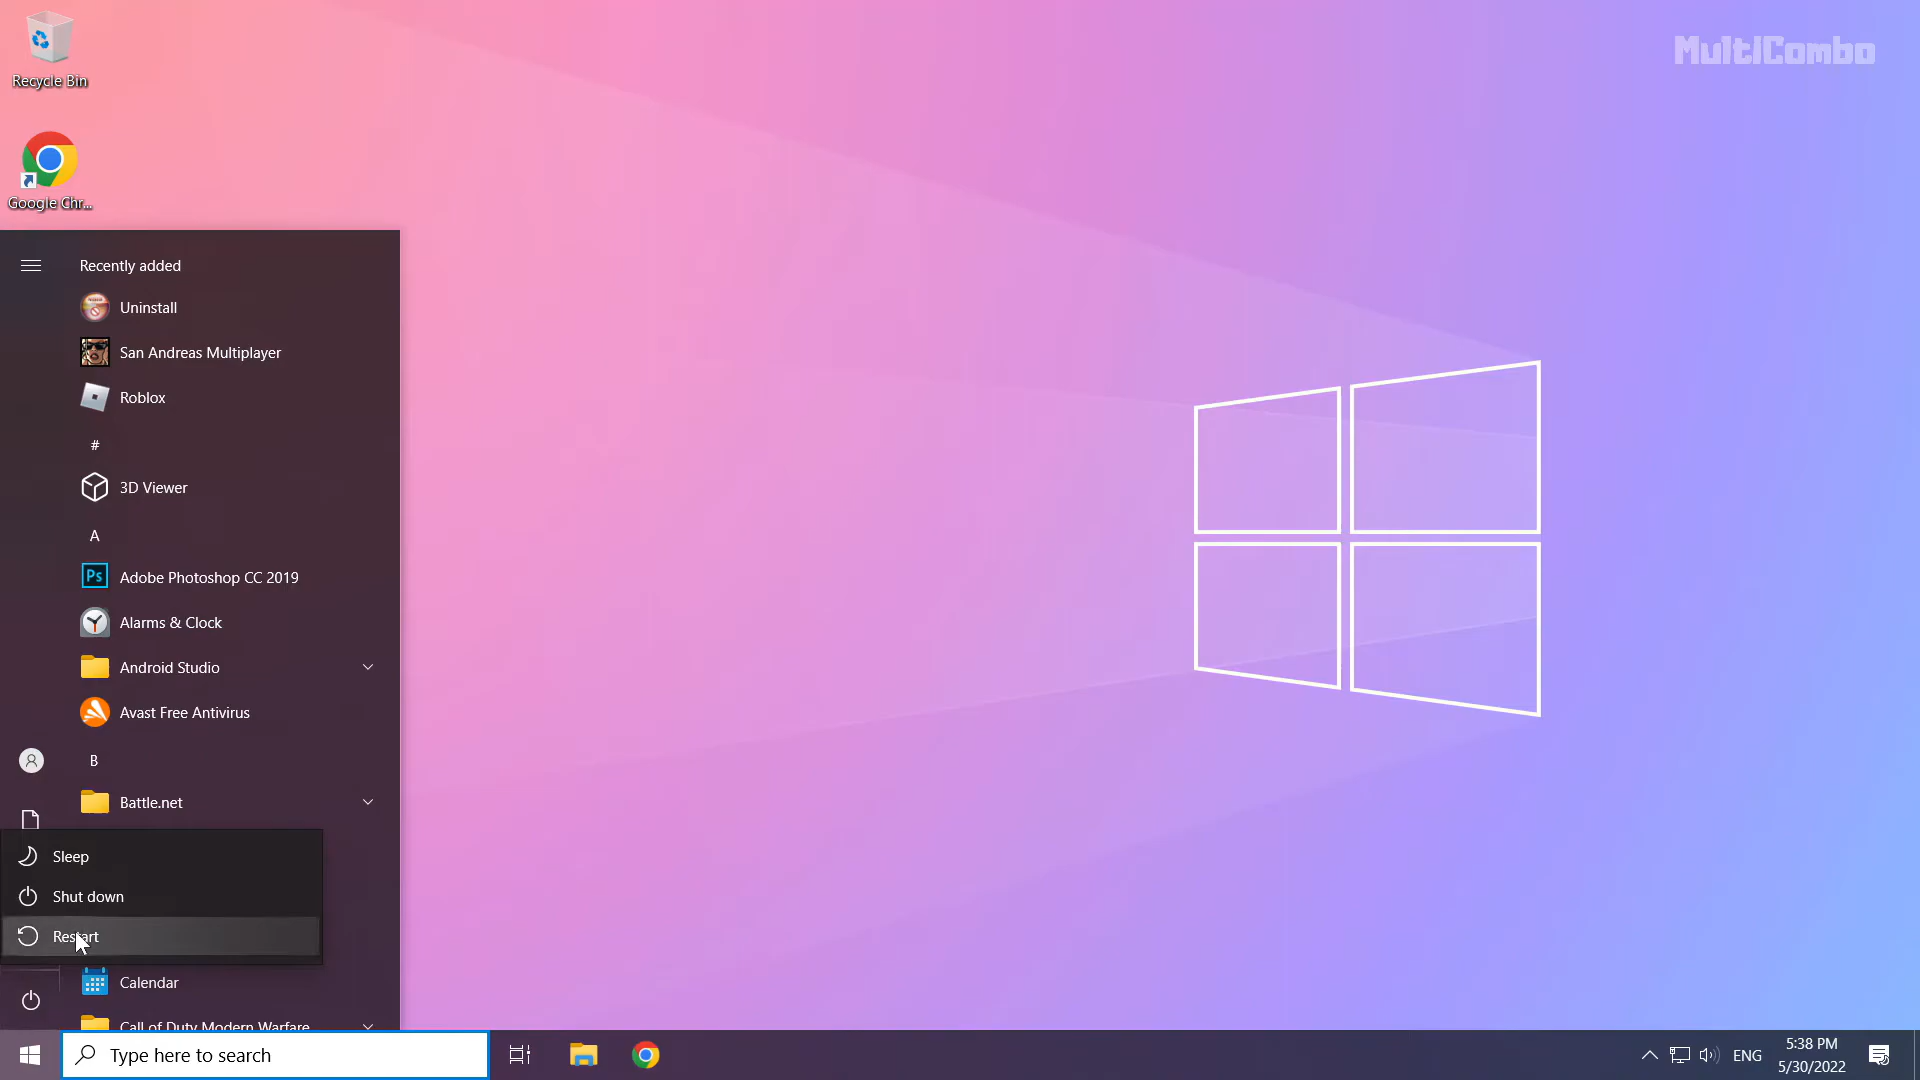 Recycle Bin
MultiCombo
Google Chr...
Recently added
Uninstall
San Andreas Multiplayer
Roblox
#
3D Viewer
A
Ps Adobe Photoshop CC 2019
Alarms & Clock
Android Studio
Avast Free Antivirus
B
Battle.net
Sleep
Shut down
Restart
Calendar
Call of Duty Modern Warfare
Type here to search
ENG
5:38 PM
5/30/2022